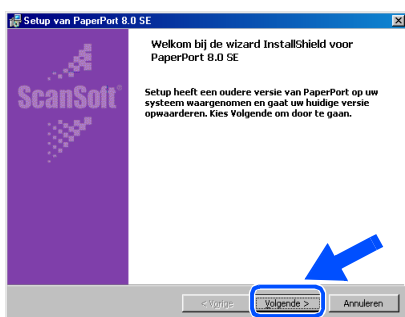 Setup van PaperPort 8.0 SE
ScanSoft®
Welkom bij de wizard InstallShield voor
PaperPort 8.0 SE
Setup heeft een oudere versie van PaperPort op uw
systeem waargenomen en gaat uw huidige versie
opwaarderen. Kies Volgende om door te gaan.
< Vorige
Volgende >
Annuleren